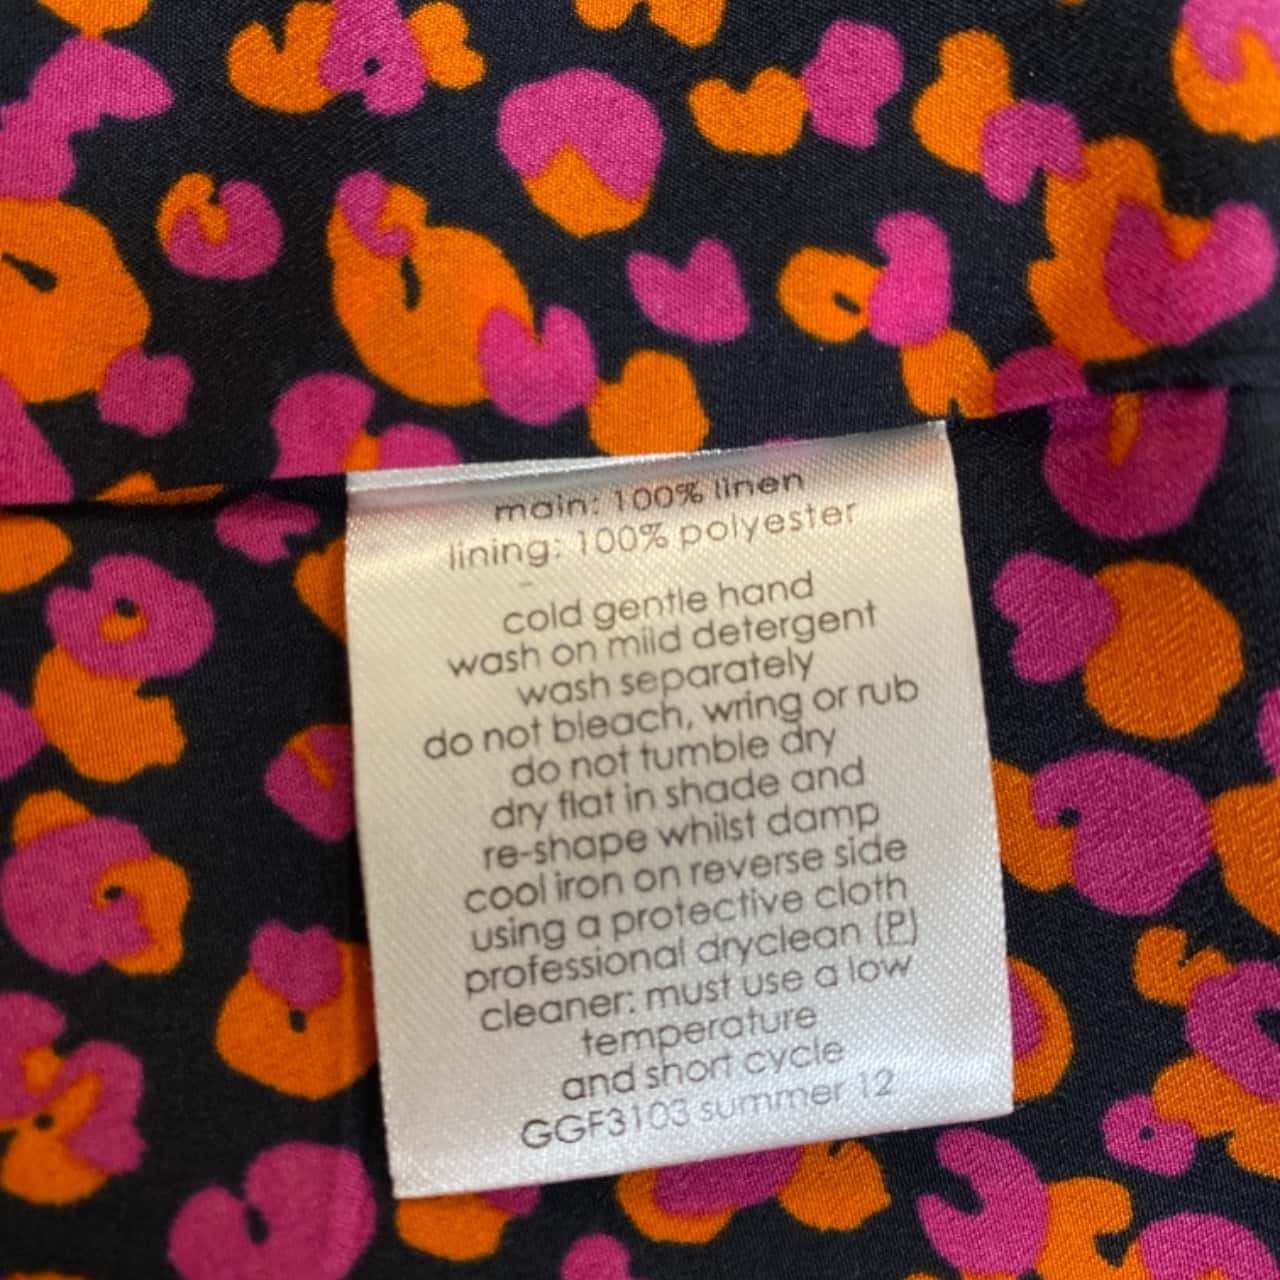 main: 100% linen
lining: 100% polyester
cold gentle hand
wash on mild detergent
wash separately
do not bleach, wring or rub
do not tumble dry
dry flat in shade and
re-shape whilst damp
cool iron on reverse side
using a protective cloth
professional dryclean (P)
cleaner: must use a low
temperature
and short cycle
GGF3103 summer 12